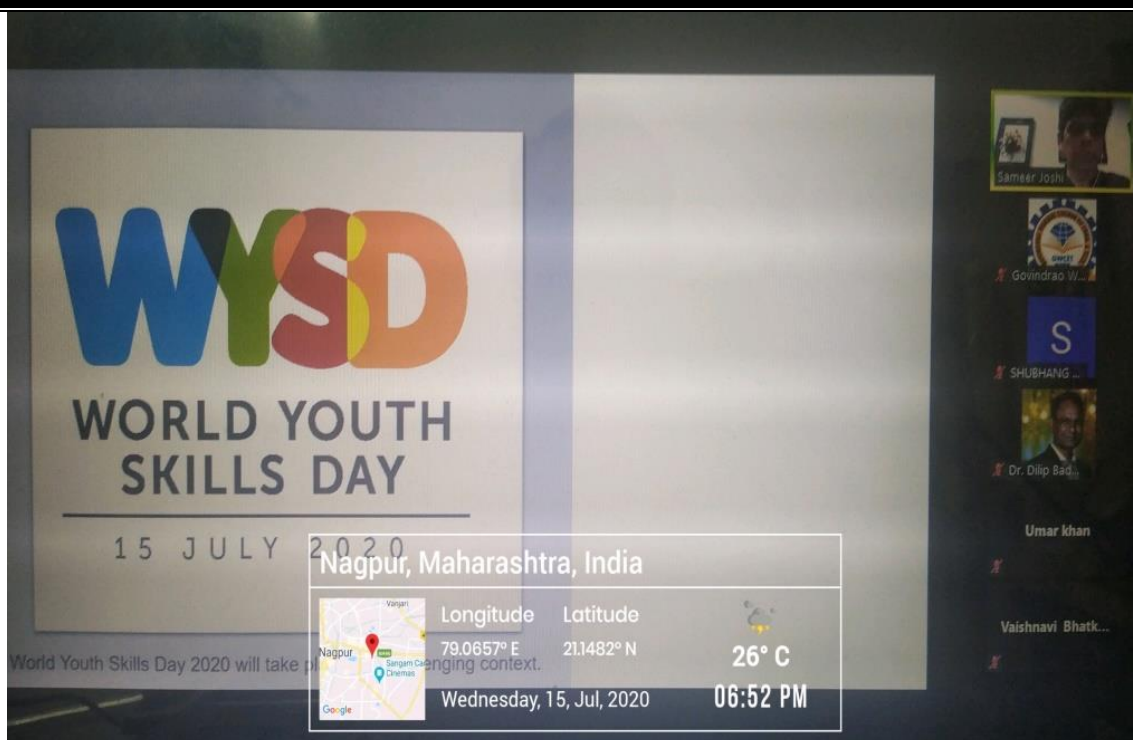 WYSD
WORLD YOUTH
SKILLS DAY
15 JULY 2020
World Youth Skills Day 2020 will take enging context.
Sameer Joshi
GWCET
Govindrao W...
S
SHUBHANG ...
Dr. Dilip Bad...
Umar khan
Vaishnavi Bhatk...
Nagpur, Maharashtra, India
Vanjari
Nagpur
Sangam
Cinemas
Google
Longitude Latitude
79.0657° E 21.1482° N
26° C
Wednesday, 15, Jul, 2020
06:52 PM